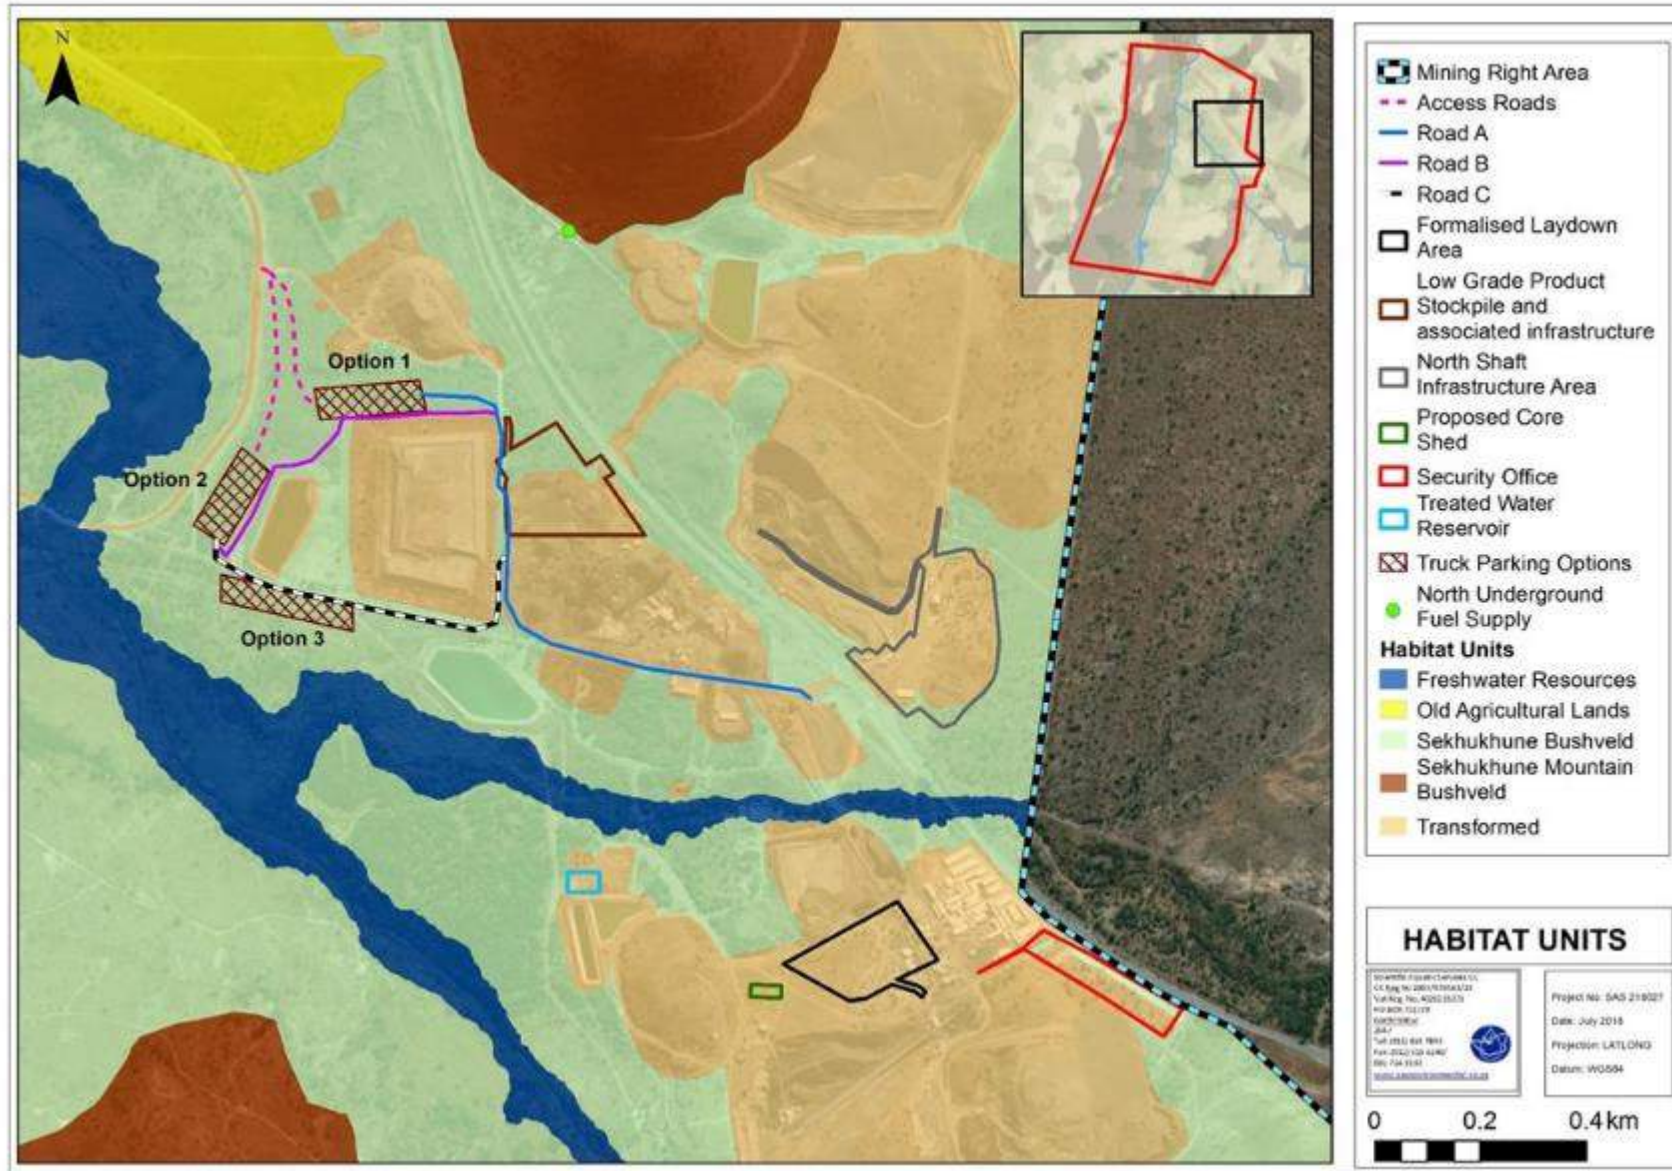 N
Option 1
Option 2
Option 3
Mining Right Area
Access Roads
Road A
Road B
Road C
Formalised Laydown
Area
Low Grade Product
Stockpile and
associated infrastructure
North Shaft
Infrastructure Area
Proposed Core
Shed
Security Office
Treated Water
Reservoir
Truck Parking Options
North Underground
Fuel Supply
Habitat Units
Freshwater Resources
Old Agricultural Lands
Sekhukhune Bushveld
Sekhukhune Mountain
Bushveld
Transformed
HABITAT UNITS
Project No: SAS
Date: July 2018
Projection: LATLONG
Datum: WGS84
0 0.2 0.4 km